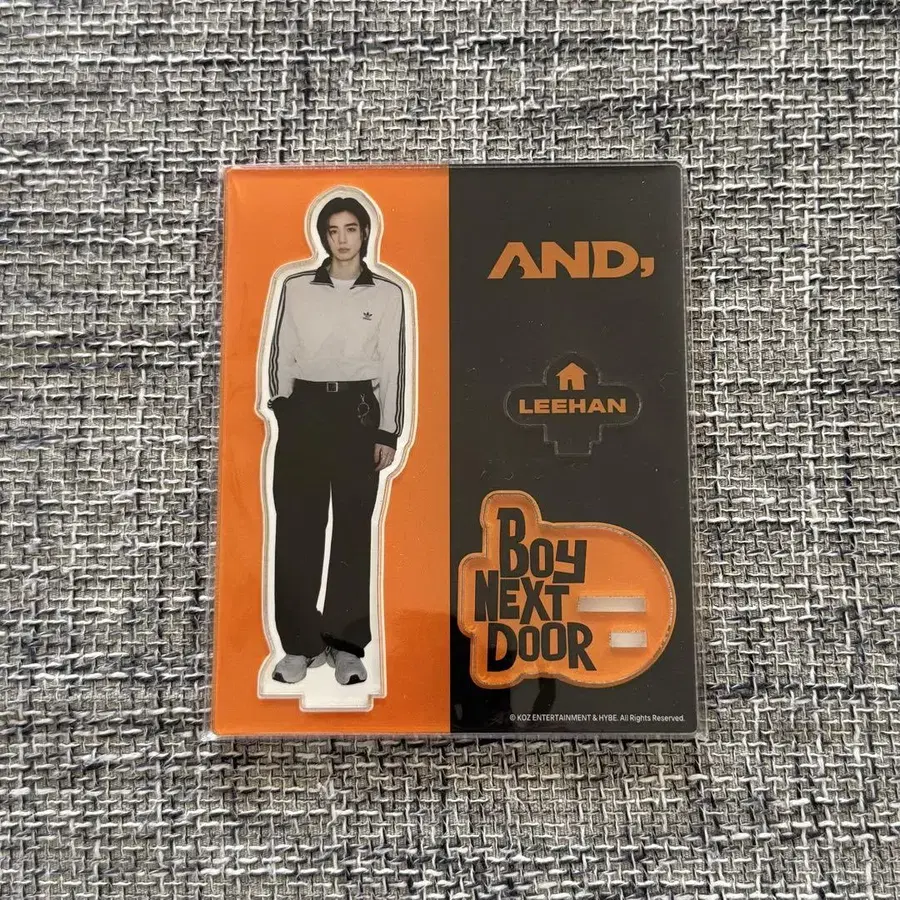 AND,
LEEHAN
BOY
NEXT
DOOR
© KOZ ENTERTAINMENT & HYBE. All Rights Reserved.